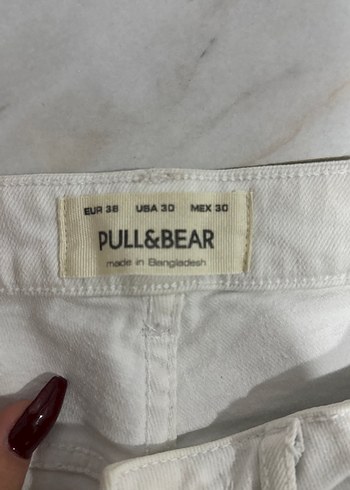 EUR 38 USA 30 MEX 30
PULL&BEAR
made in Bangladesh